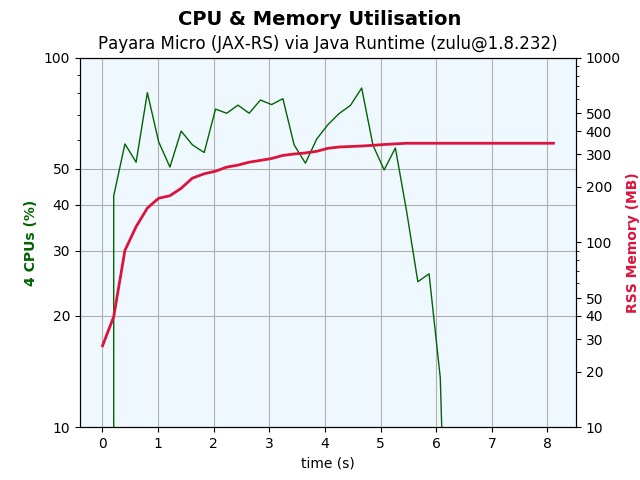 CPU & Memory Utilisation
Payara Micro (JAX-RS) via Java Runtime (zulu@1.8.232)
100
50
40
30
20
10
4 CPUs (%)
1000
500
400
300
200
100
50
40
30
20
10
RSS Memory (MB)
0 1 2 3 4 5 6 7 8
time (s)